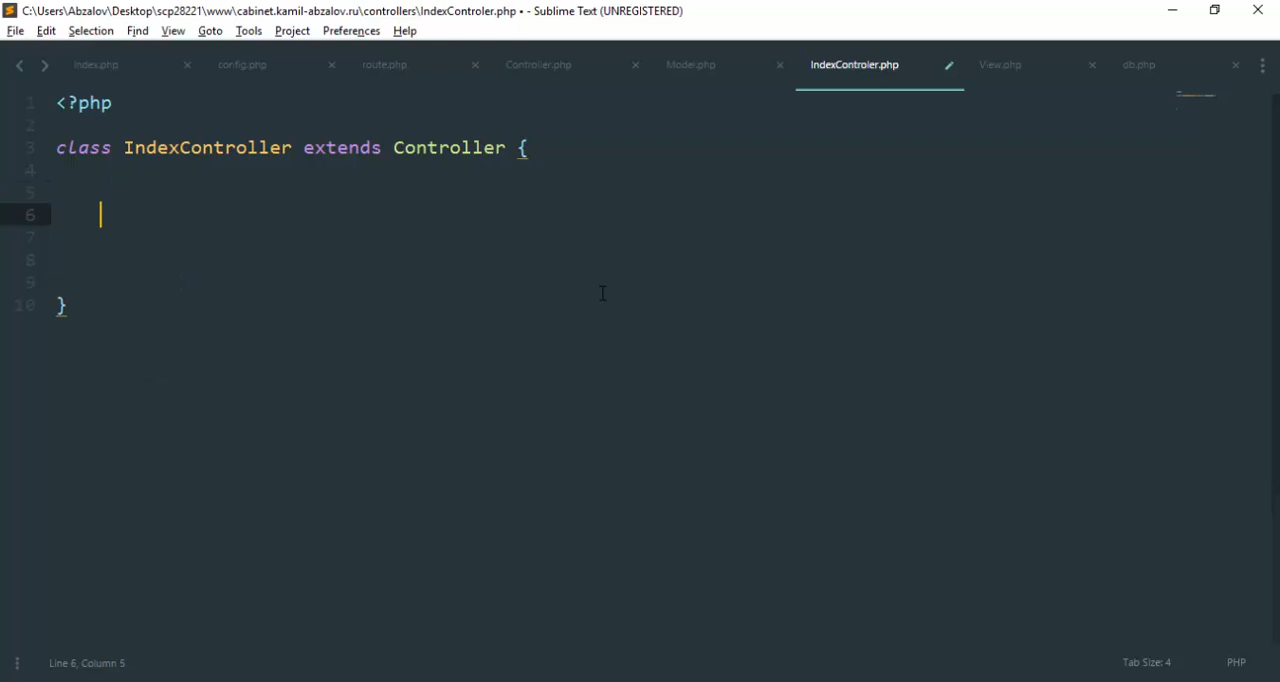 C:\Users\Abzalov\Desktop\scp28221\www\cabinet.kamil-abzalov.ru\controllers\IndexControler.php • - Sublime Text (UNREGISTERED)
File Edit Selection Find View Goto Tools Project Preferences Help
index.php config.php route.php Controller.php Model.php IndexControler.php View.php db.php
1 <?php
2
3 class IndexController extends Controller {
4
5
6
7
8
9
10 }
Line 6, Column 5 Tab Size: 4 PHP